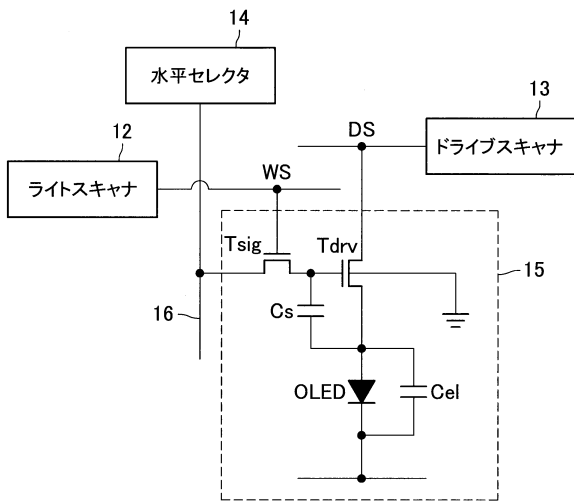 14
水平セレクタ
13
DS
ドライブスキャナ
12
WS
ライトスキャナ
Tsig
Tdrv
15
16
Cs
OLED
Cel